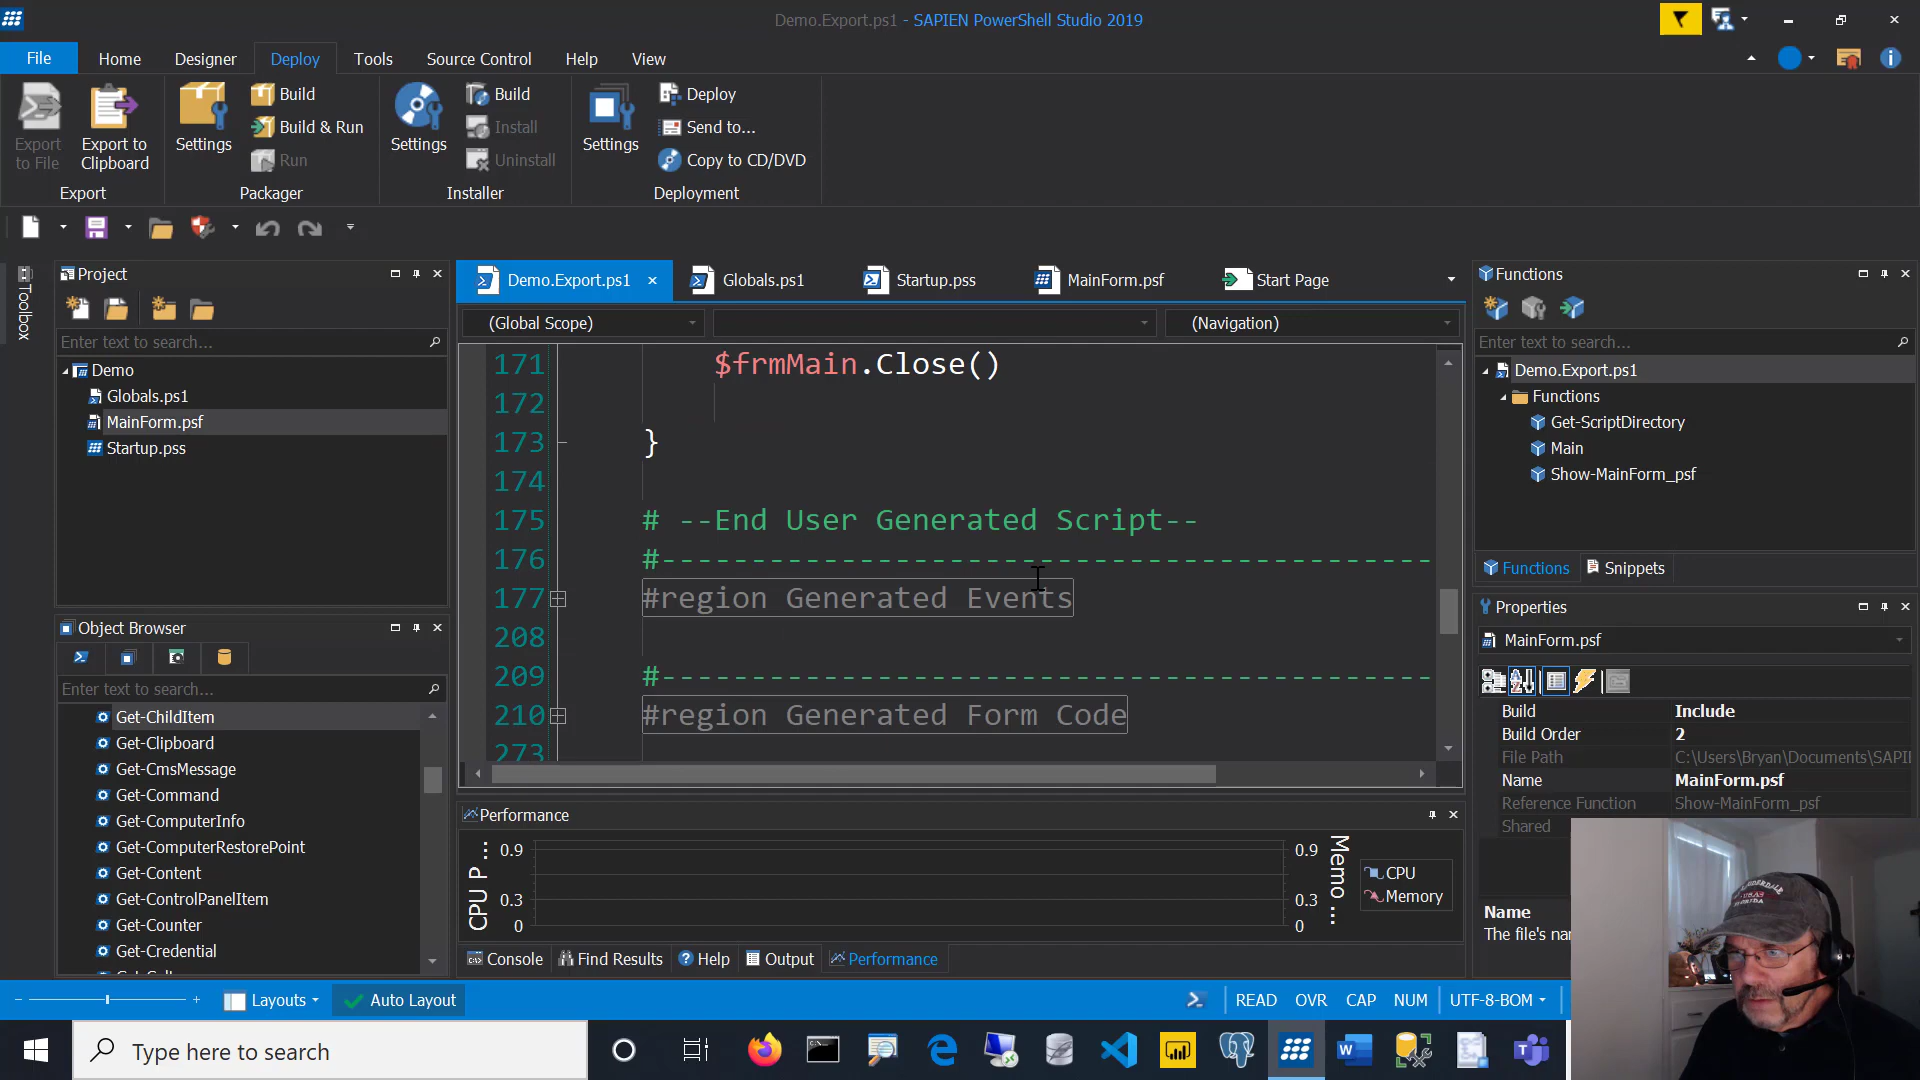 Demo.Export.ps1 - SAPIEN PowerShell Studio 2019
File Home Designer Deploy Tools Source Control Help View
Export to File
Export to Clipboard
Export
Settings
Build
Build & Run
Run
Packager
Settings
Build
Install
Uninstall
Installer
Settings
Deploy
Send to...
Copy to CD/DVD
Deployment
Toolbox
Project
Enter text to search...
Demo
Globals.ps1
MainForm.psf
Startup.pss
Object Browser
Enter text to search...
Get-ChildItem
Get-Clipboard
Get-CmsMessage
Get-Command
Get-ComputerInfo
Get-ComputerRestorePoint
Get-Content
Get-ControlPanelItem
Get-Counter
Get-Credential
Demo.Export.ps1 Globals.ps1 Startup.pss MainForm.psf Start Page
(Global Scope) (Navigation)
171 $frmMain.Close()
172
173 }
174
175 # --End User Generated Script--
176 #-------------------------------------------
177 #region Generated Events
208
209 #-------------------------------------------
210 #region Generated Form Code
273
Performance
CPU P ...
0.9
0.3
0
0.9
0.3
0
Memo ...
CPU
Memory
Console Find Results Help Output Performance
Functions
Enter text to search...
Demo.Export.ps1
Functions
Get-ScriptDirectory
Main
Show-MainForm_psf
Functions Snippets
Properties
MainForm.psf
Build Include
Build Order 2
File Path C:\Users\Bryan\Documents\SAPI
Name MainForm.psf
Reference Function Show-MainForm_psf
Shared
Name
The file's na
Layouts Auto Layout READ OVR CAP NUM UTF-8-BOM
Type here to search